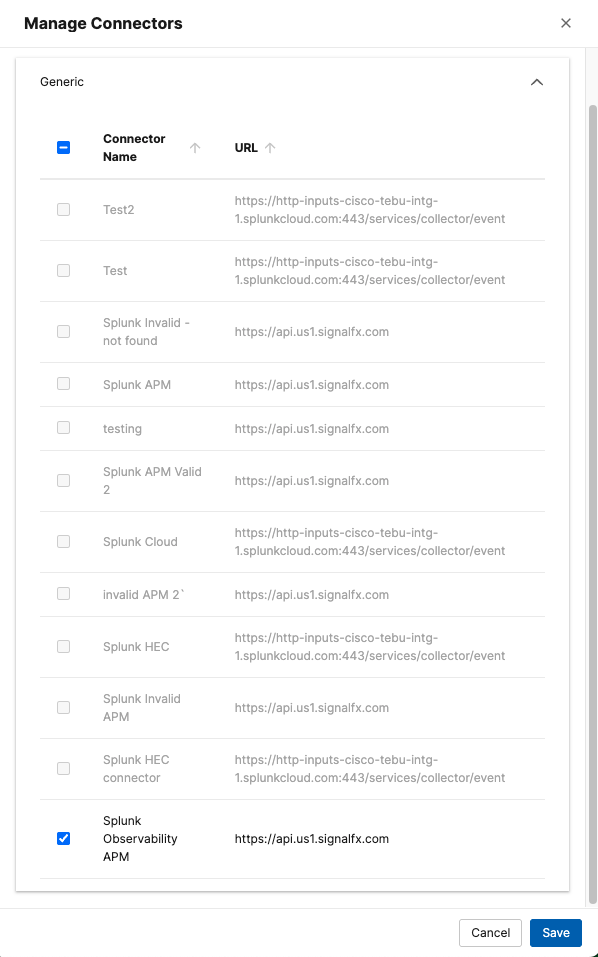 Manage Connectors
Generic
Connector
Name
URL
Test2
https://http-inputs-cisco-tebu-intg-
1.splunkcloud.com:443/services/collector/event
Test
https://http-inputs-cisco-tebu-intg-
1.splunkcloud.com:443/services/collector/event
Splunk Invalid -
not found
https://api.us1.signalfx.com
Splunk APM
https://api.us1.signalfx.com
testing
https://api.us1.signalfx.com
Splunk APM Valid
2
https://api.us1.signalfx.com
Splunk Cloud
https://http-inputs-cisco-tebu-intg-
1.splunkcloud.com:443/services/collector/event
invalid APM 2`
https://api.us1.signalfx.com
Splunk HEC
https://http-inputs-cisco-tebu-intg-
1.splunkcloud.com:443/services/collector/event
Splunk Invalid
APM
https://api.us1.signalfx.com
Splunk HEC
connector
https://http-inputs-cisco-tebu-intg-
1.splunkcloud.com:443/services/collector/event
Splunk
Observability
APM
https://api.us1.signalfx.com
Cancel
Save